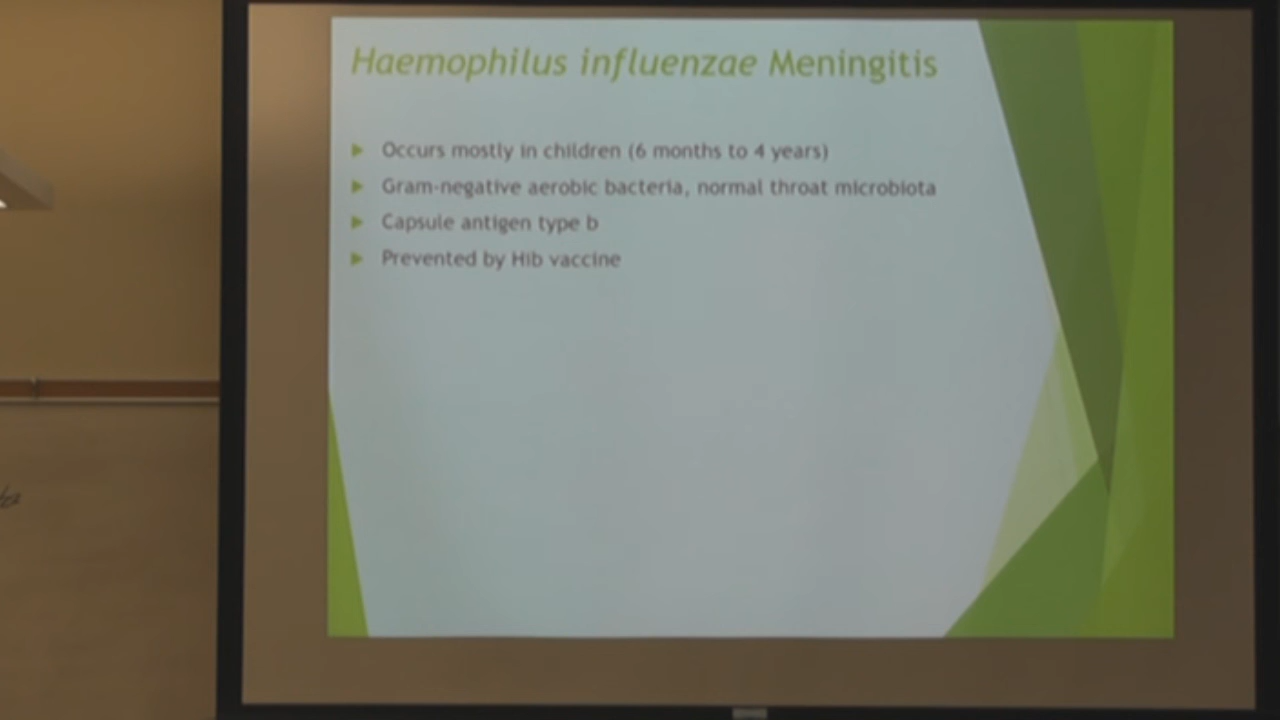 Haemophilus influenzae Meningitis
Occurs mostly in children (6 months to 4 years)
Gram-negative aerobic bacteria, normal throat microbiota
Capsule antigen type b
Prevented by Hib vaccine